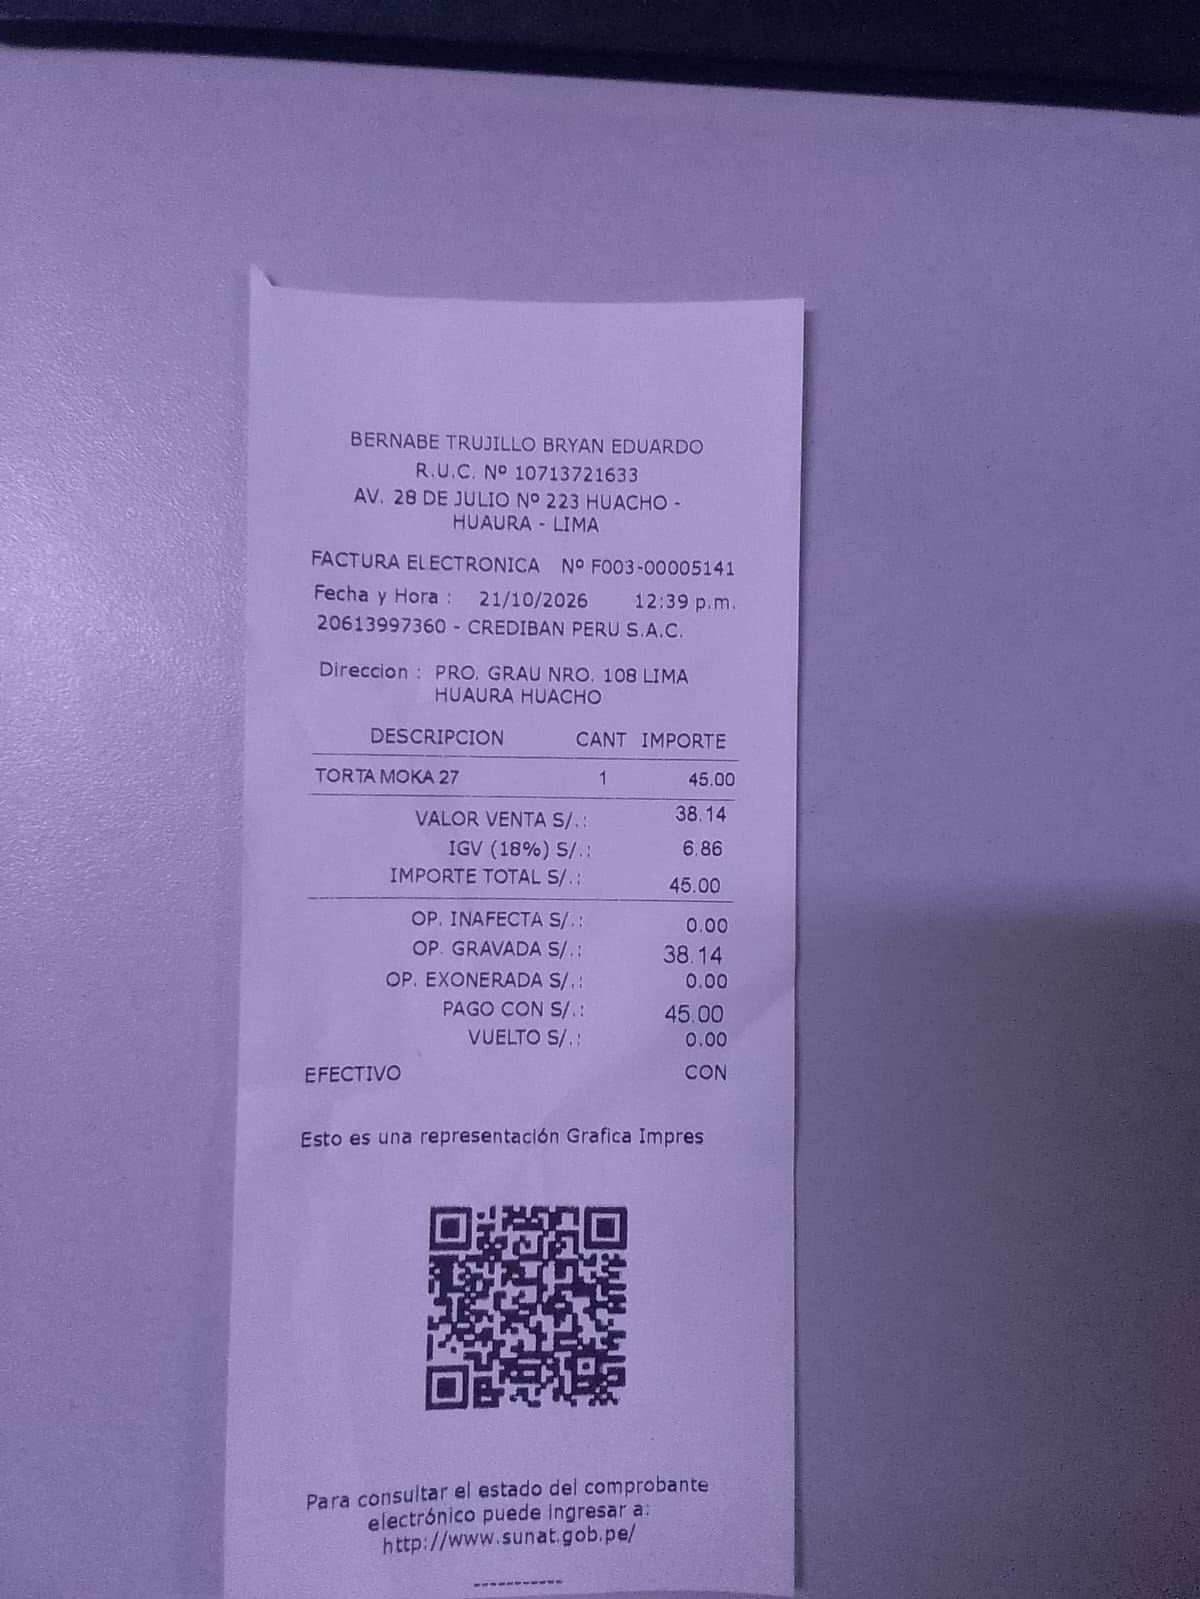 BERNABE TRUJILLO BRYAN EDUARDO
R.U.C. Nº 10713721633
AV. 28 DE JULIO Nº 223 HUACHO -
HUAURA - LIMA
FACTURA ELECTRONICA Nº F003-00005141
Fecha y Hora : 21/10/2026 12:39 p.m.
20613997360 - CREDIBAN PERU S.A.C.
Direccion : PRO. GRAU NRO. 108 LIMA
HUAURA HUACHO
DESCRIPCION CANT IMPORTE
TORTA MOKA 27 1 45.00
VALOR VENTA S/.: 38.14
IGV (18%) S/.: 6.86
IMPORTE TOTAL S/.: 45.00
OP. INAFECTA S/.: 0.00
OP. GRAVADA S/.: 38.14
OP. EXONERADA S/.: 0.00
PAGO CON S/.: 45.00
VUELTO S/.: 0.00
EFECTIVO CON
Esto es una representación Grafica Impres
Para consultar el estado del comprobante
electrónico puede ingresar a:
http://www.sunat.gob.pe/
-----------